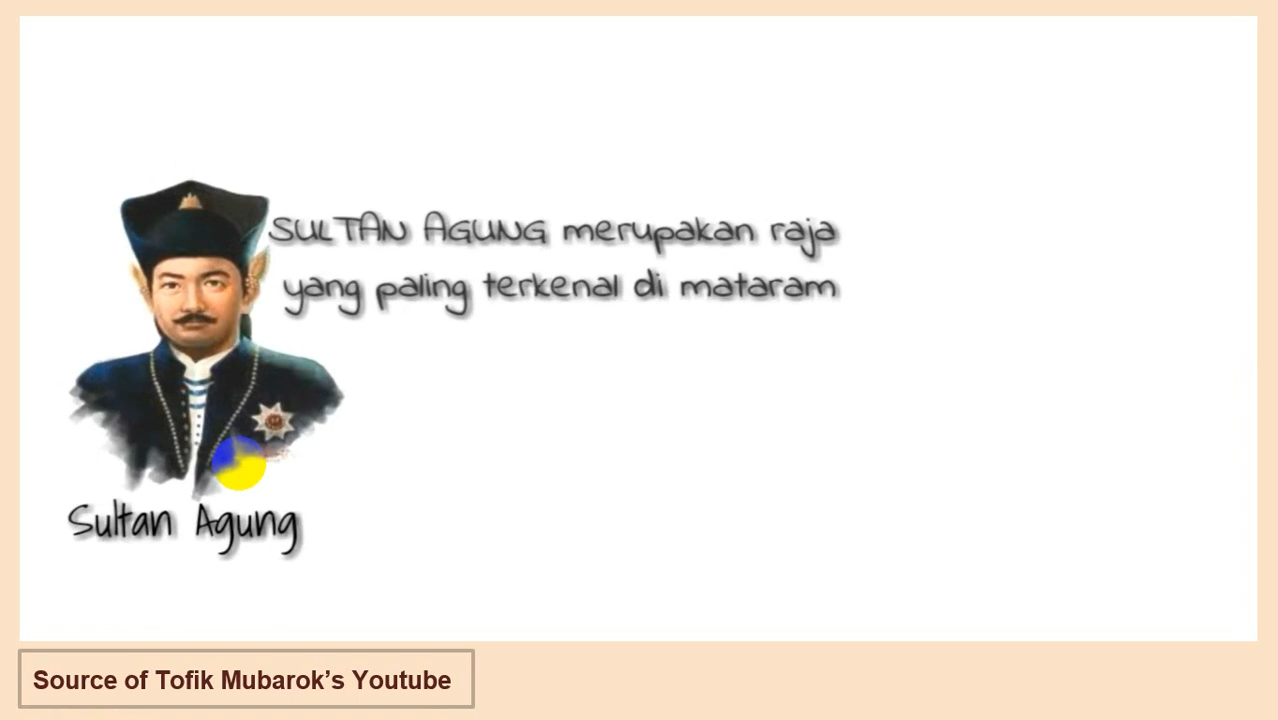 SULTAN AGUNG merupakan raja
yang paling terkenal di mataram
Sultan Agung
Source of Tofik Mubarok’s Youtube